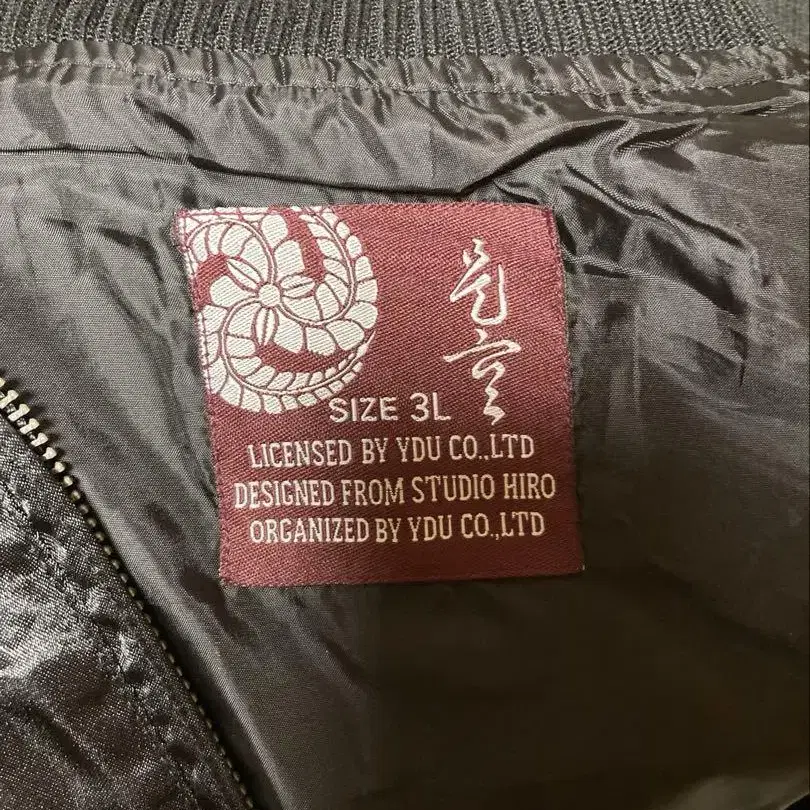 SIZE 3L
LICENSED BY YDU CO.,LTD
DESIGNED FROM STUDIO HIRO
ORGANIZED BY YDU CO.,LTD